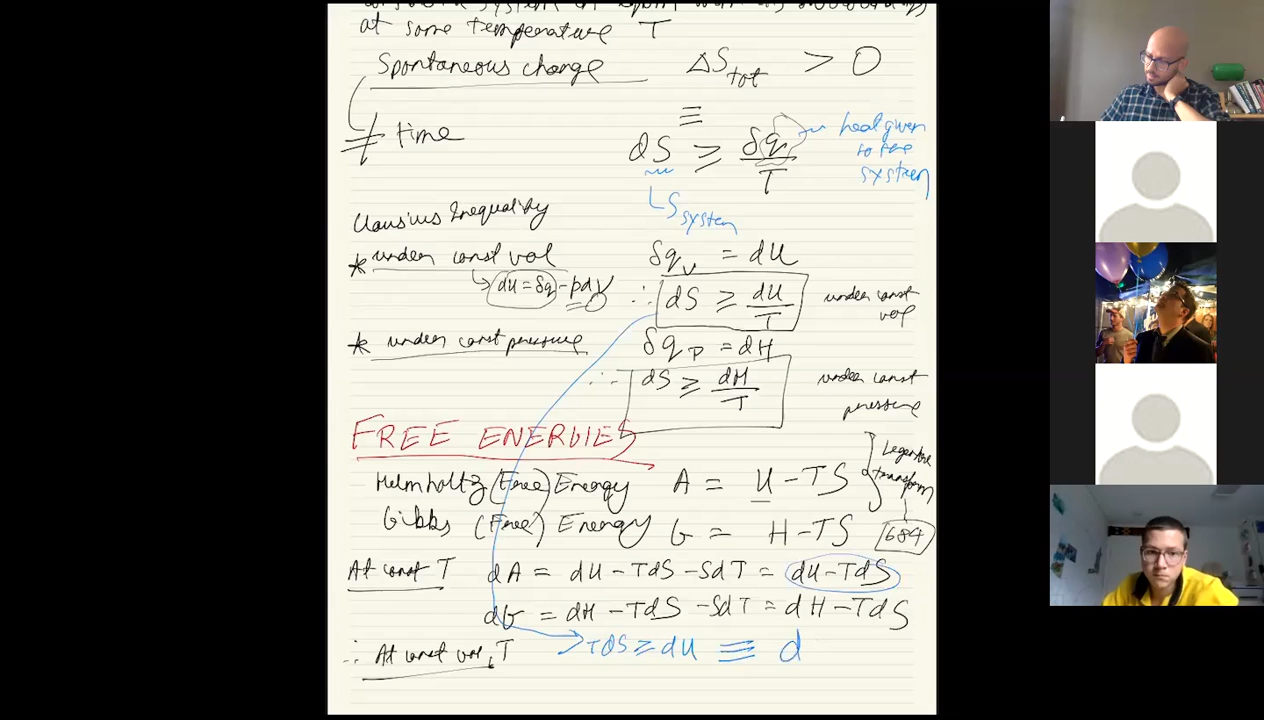 at some temperature T
Spontaneous change ΔS_tot > 0
≠ time ≡
dS ≥ δq/T heat given to the system
S_system
Clausius Inequality
* under const vol δq_v = dU
dU = δq - pdV ∴ dS ≥ dU/T under const vol
* under const pressure δq_p = dH
∴ dS ≥ dH/T under const pressure
FREE ENERGIES
Helmholtz (Free) Energy A = U - TS Legendre transform
Gibbs (Free) Energy G = H - TS 684
At const T dA = dU - TdS - SdT = dU - TdS
dG = dH - TdS - SdT = dH - TdS
∴ At const vol, T TdS ≥ dU ≡ d